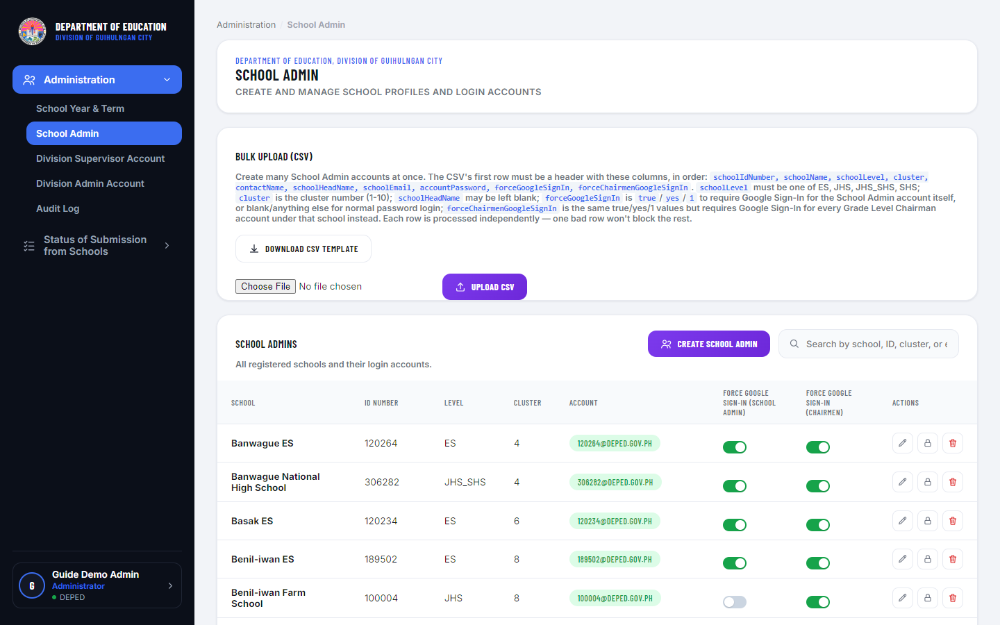 DEPARTMENT OF EDUCATION
DIVISION OF GUIHULNGAN CITY
Administration
School Year & Term
School Admin
Division Supervisor Account
Division Admin Account
Audit Log
Status of Submission
from Schools
G
Guide Demo Admin
Administrator
DEPED
Administration / School Admin
DEPARTMENT OF EDUCATION, DIVISION OF GUIHULNGAN CITY
SCHOOL ADMIN
CREATE AND MANAGE SCHOOL PROFILES AND LOGIN ACCOUNTS
BULK UPLOAD (CSV)
Create many School Admin accounts at once. The CSV's first row must be a header with these columns, in order: schoolIdNumber, schoolName, schoolLevel, cluster,
contactName, schoolHeadName, schoolEmail, accountPassword, forceGoogleSignIn, forceChairmenGoogleSignIn . schoolLevel must be one of ES, JHS, JHS_SHS, SHS;
cluster is the cluster number (1-10); schoolHeadName may be left blank; forceGoogleSignIn is true / yes / 1 to require Google Sign-In for the School Admin account itself,
or blank/anything else for normal password login; forceChairmenGoogleSignIn is the same true/yes/1 values but requires Google Sign-In for every Grade Level Chairman
account under that school instead. Each row is processed independently — one bad row won't block the rest.
DOWNLOAD CSV TEMPLATE
Choose File No file chosen
UPLOAD CSV
SCHOOL ADMINS
All registered schools and their login accounts.
CREATE SCHOOL ADMIN
Search by school, ID, cluster, or e
SCHOOL ID NUMBER LEVEL CLUSTER ACCOUNT FORCE GOOGLE SIGN-IN (SCHOOL ADMIN) FORCE GOOGLE SIGN-IN (CHAIRMEN) ACTIONS
Banwague ES 120264 ES 4 120264@DEPED.GOV.PH
Banwague National High School 306282 JHS_SHS 4 306282@DEPED.GOV.PH
Basak ES 120234 ES 6 120234@DEPED.GOV.PH
Benil-iwan ES 189502 ES 8 189502@DEPED.GOV.PH
Benil-iwan Farm School 100004 JHS 8 100004@DEPED.GOV.PH